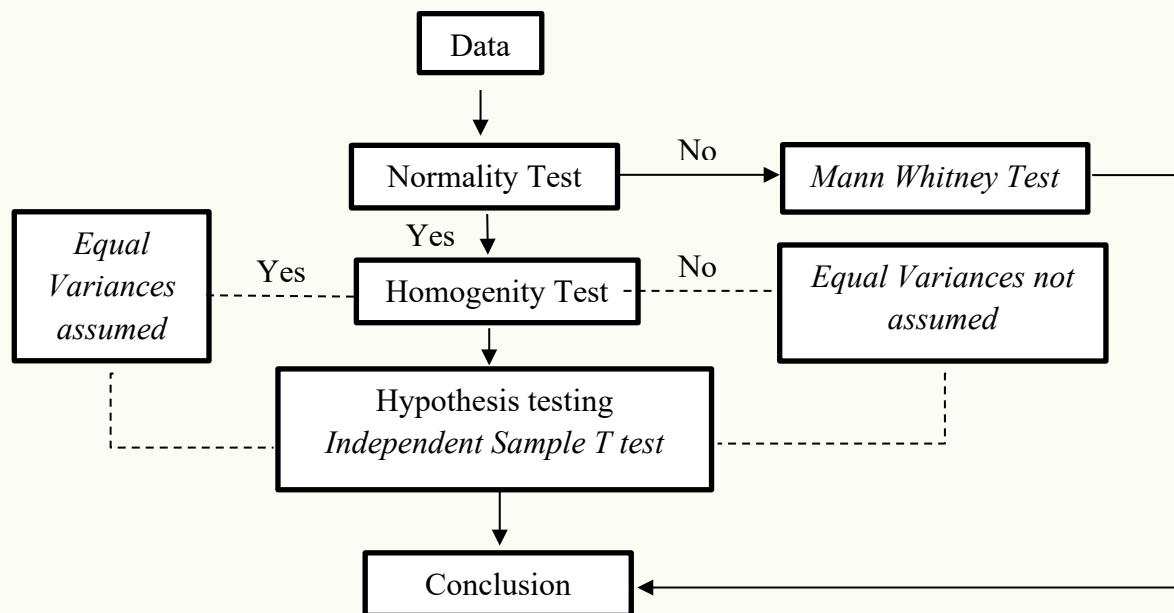 Data
No
Normality Test
Mann Whitney Test
Yes
Equal
Variances
assumed
Yes
Homogenity Test
No
Equal Variances not
assumed
Hypothesis testing
Independent Sample T test
Conclusion